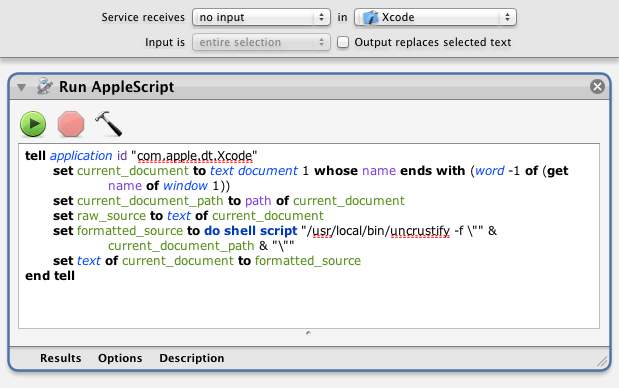 Service receives no input in Xcode
Input is entire selection Output replaces selected text
Run AppleScript
tell application id "com.apple.dt.Xcode"
set current_document to text document 1 whose name ends with (word -1 of (get
name of window 1))
set current_document_path to path of current_document
set raw_source to text of current_document
set formatted_source to do shell script "/usr/local/bin/uncrustify -f \"" &
current_document_path & "\""
set text of current_document to formatted_source
end tell
Results Options Description